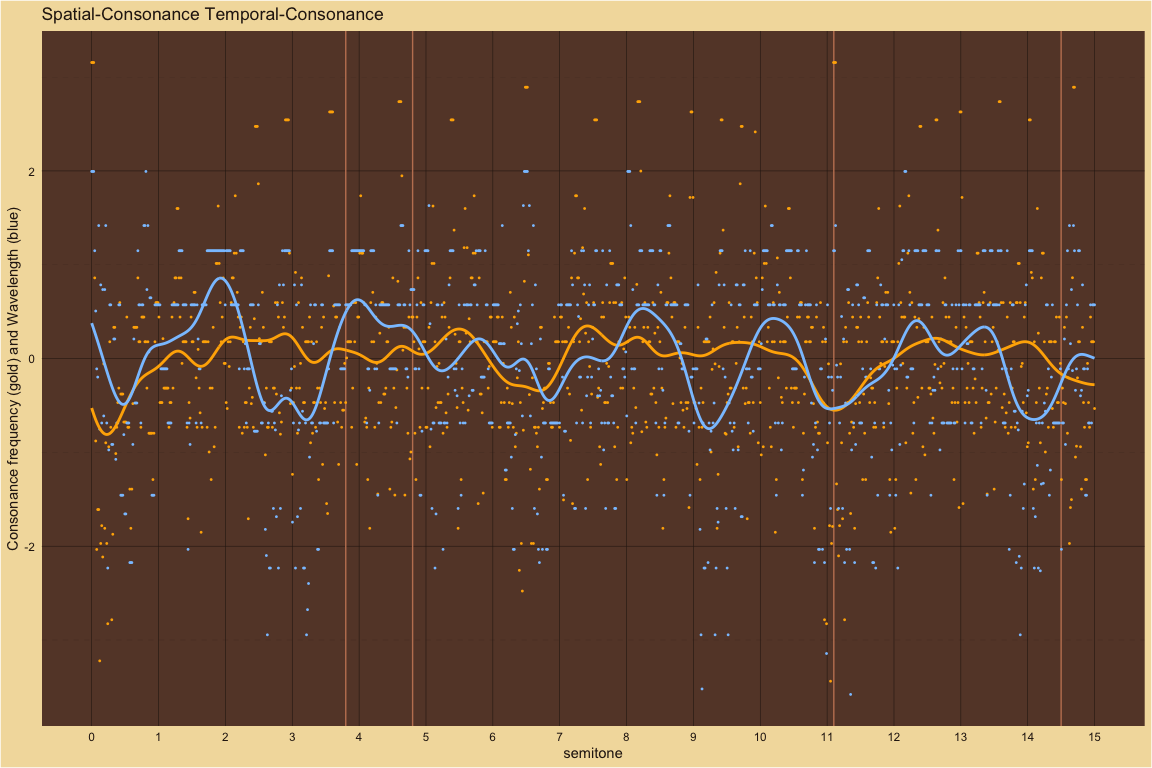 Spatial-Consonance Temporal-Consonance
Consonance frequency (gold) and Wavelength (blue)
2
0
-2
0 1 2 3 4 5 6 7 8 9 10 11 12 13 14 15
semitone